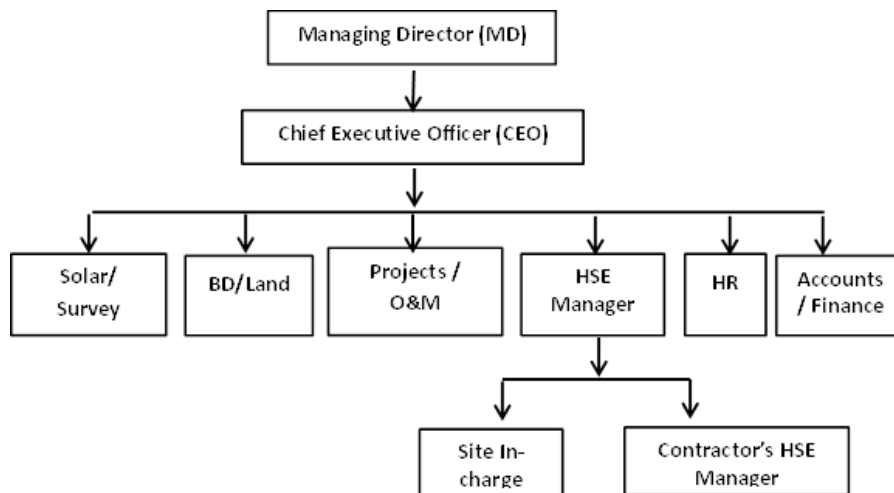 Managing Director (MD)
Chief Executive Officer (CEO)
Solar/
Survey
BD/Land
Projects /
O&M
HSE
Manager
HR
Accounts
/ Finance
Site In-
charge
Contractor's HSE
Manager